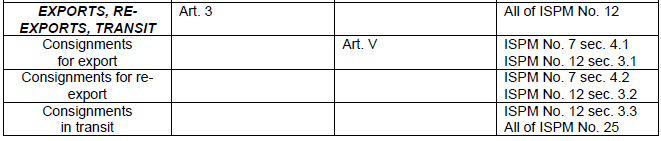 EXPORTS, RE-
EXPORTS, TRANSIT
Art. 3
All of ISPM No. 12
Consignments
for export
Art. V
ISPM No. 7 sec. 4.1
ISPM No. 12 sec. 3.1
Consignments for re-
export
ISPM No. 7 sec. 4.2
ISPM No. 12 sec. 3.2
Consignments
in transit
ISPM No. 12 sec. 3.3
All of ISPM No. 25